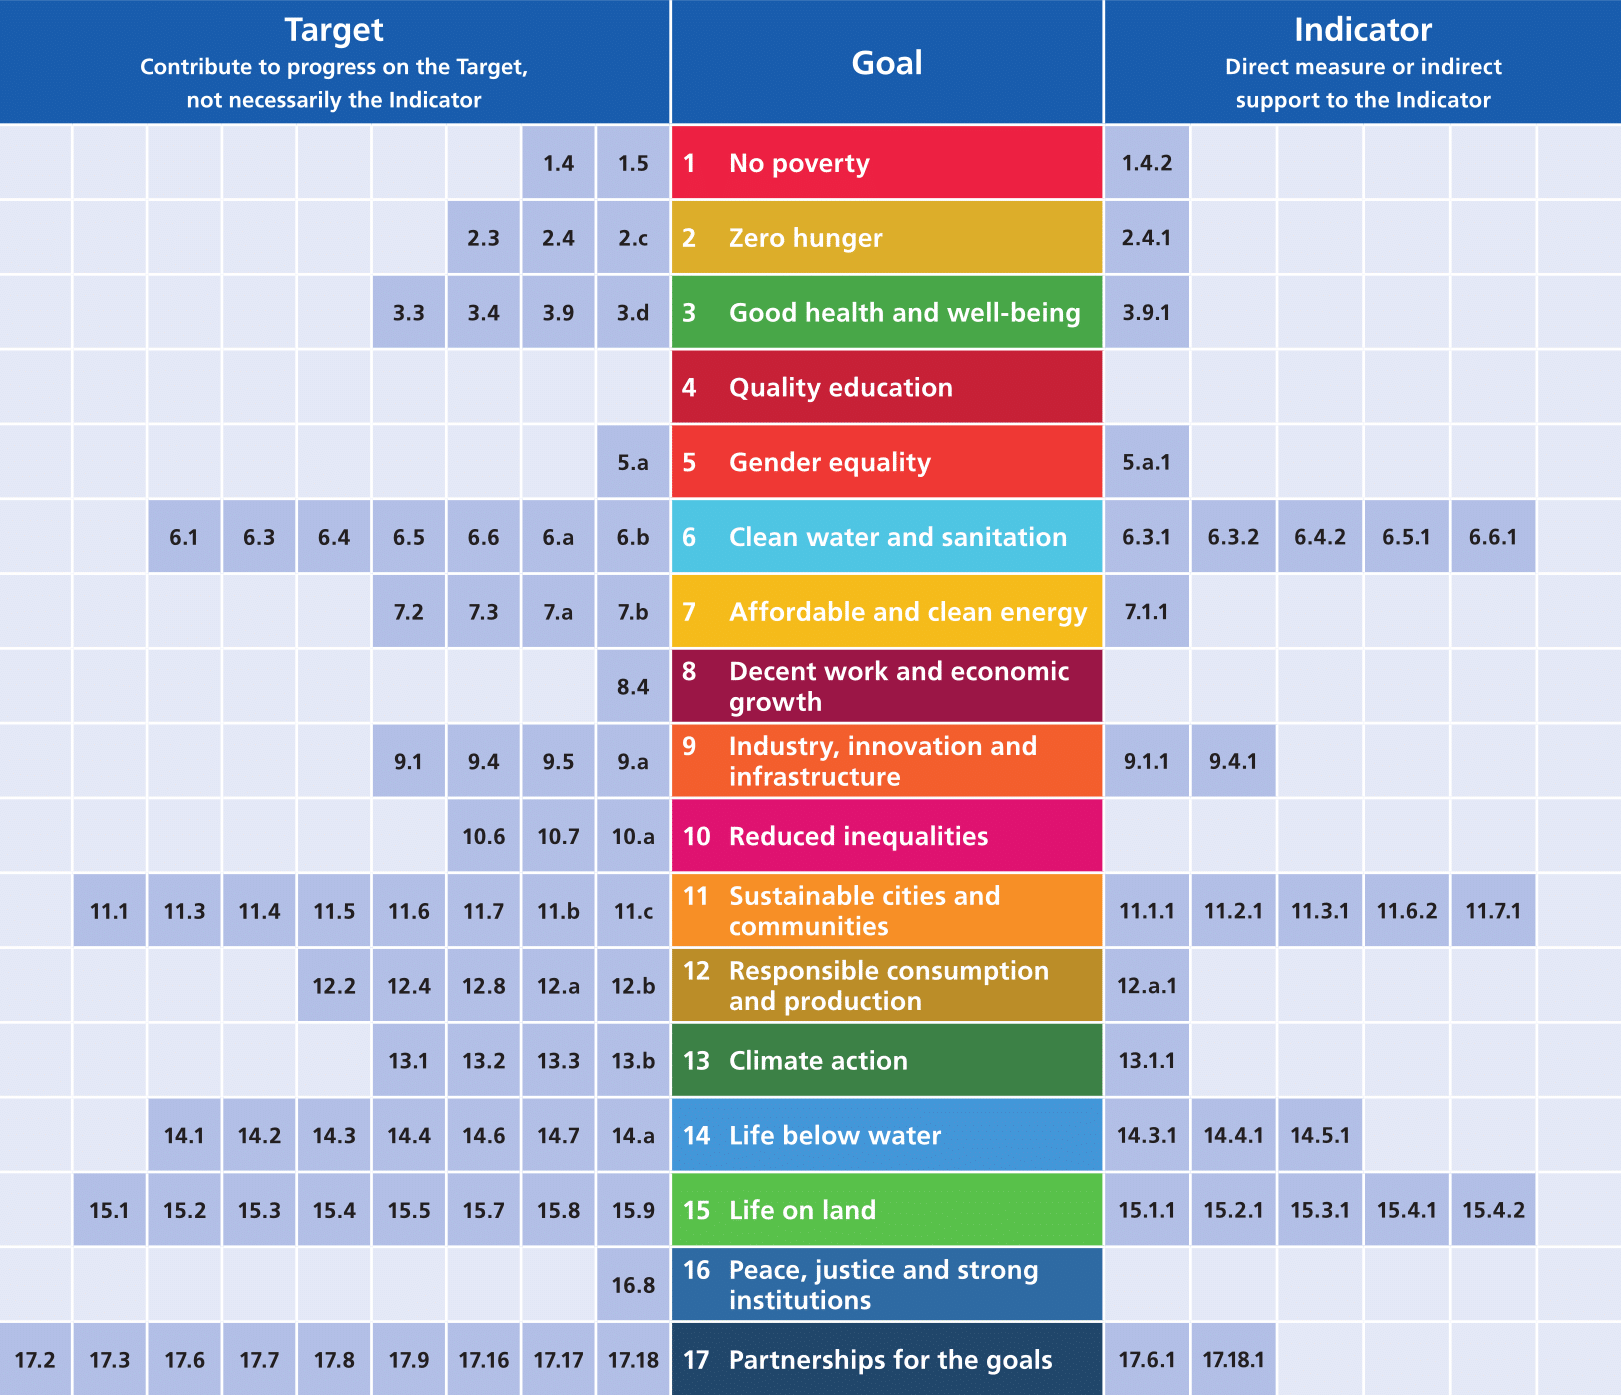 Target
Contribute to progress on the Target,
not necessarily the Indicator
Goal
Indicator
Direct measure or indirect
support to the Indicator
1.4 1.5 1 No poverty 1.4.2
2.3 2.4 2.c 2 Zero hunger 2.4.1
3.3 3.4 3.9 3.d 3 Good health and well-being 3.9.1
4 Quality education
5.a 5 Gender equality 5.a.1
6.1 6.3 6.4 6.5 6.6 6.a 6.b 6 Clean water and sanitation 6.3.1 6.3.2 6.4.2 6.5.1 6.6.1
7.2 7.3 7.a 7.b 7 Affordable and clean energy 7.1.1
8.4 8 Decent work and economic
growth
9.1 9.4 9.5 9.a 9 Industry, innovation and
infrastructure 9.1.1 9.4.1
10.6 10.7 10.a 10 Reduced inequalities
11.1 11.3 11.4 11.5 11.6 11.7 11.b 11.c 11 Sustainable cities and
communities 11.1.1 11.2.1 11.3.1 11.6.2 11.7.1
12.2 12.4 12.8 12.a 12.b 12 Responsible consumption
and production 12.a.1
13.1 13.2 13.3 13.b 13 Climate action 13.1.1
14.1 14.2 14.3 14.4 14.6 14.7 14.a 14 Life below water 14.3.1 14.4.1 14.5.1
15.1 15.2 15.3 15.4 15.5 15.7 15.8 15.9 15 Life on land 15.1.1 15.2.1 15.3.1 15.4.1 15.4.2
16.8 16 Peace, justice and strong
institutions
17.2 17.3 17.6 17.7 17.8 17.9 17.16 17.17 17.18 17 Partnerships for the goals 17.6.1 17.18.1